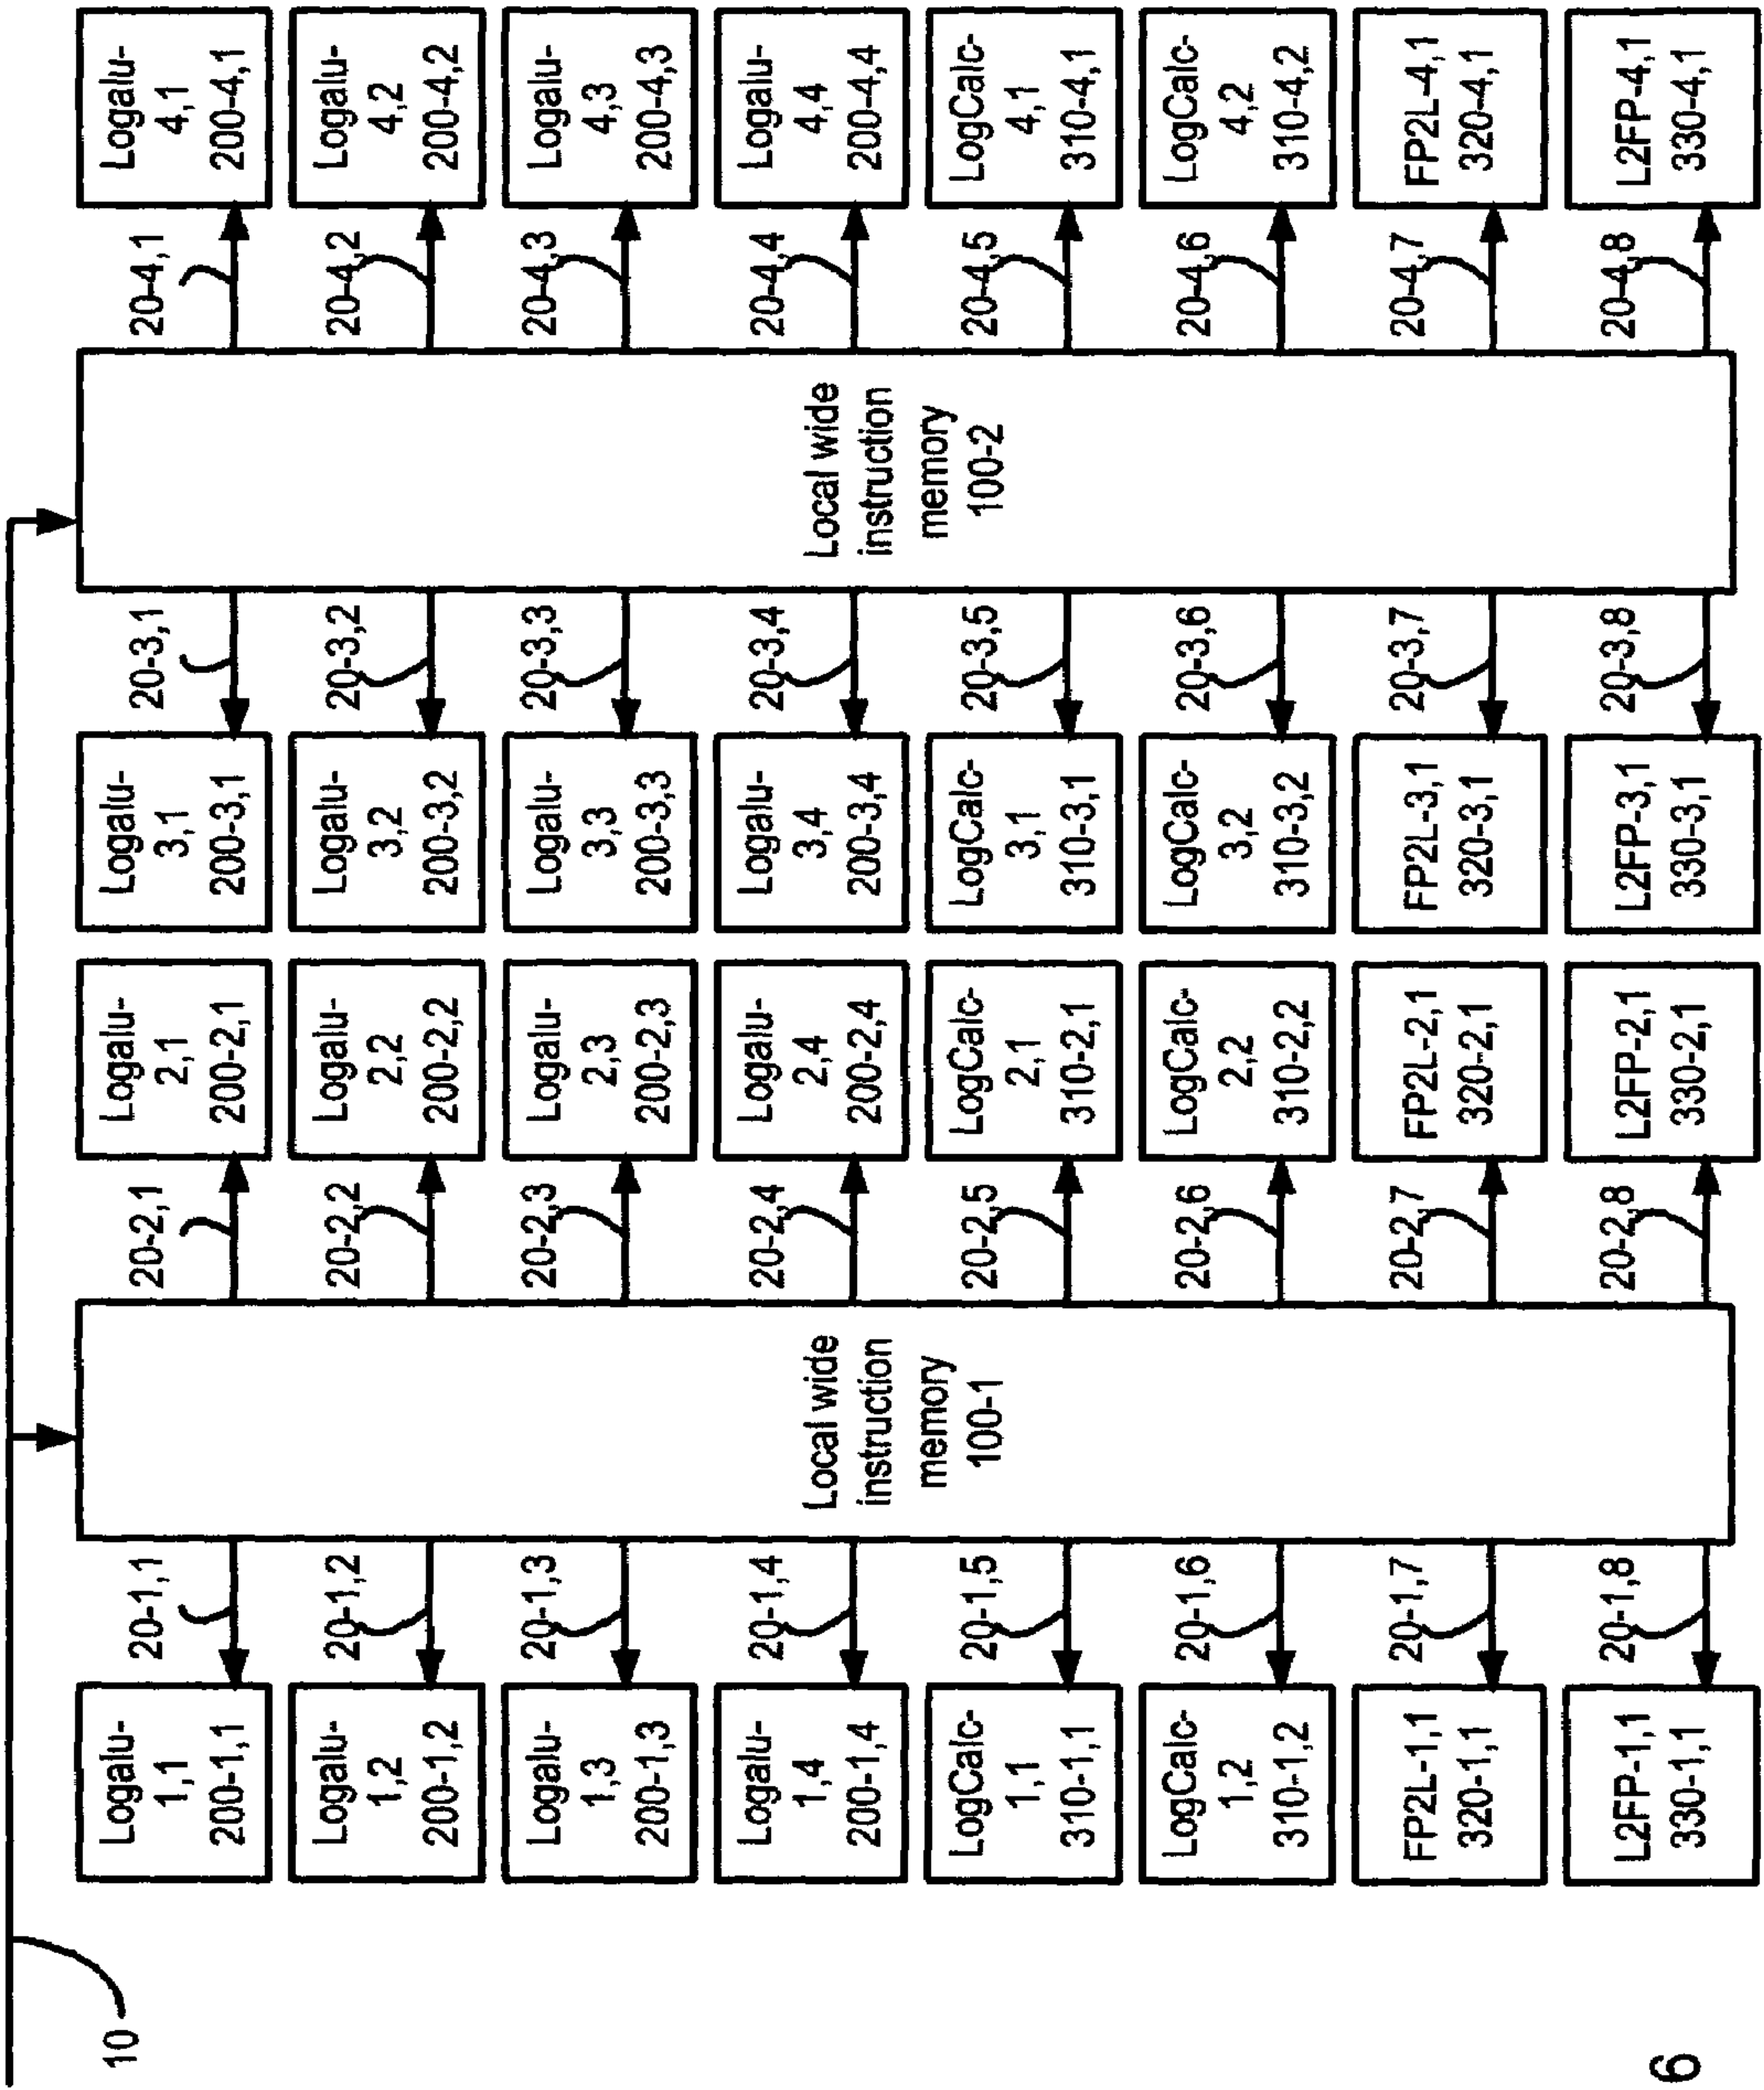 10
Logalu-
1,1
200-1,1
20-1,1
20-2,1
Logalu-
2,1
200-2,1
Logalu-
3,1
200-3,1
20-3,1
20-4,1
Logalu-
4,1
200-4,1
Logalu-
1,2
200-1,2
20-1,2
20-2,2
Logalu-
2,2
200-2,2
Logalu-
3,2
200-3,2
20-3,2
20-4,2
Logalu-
4,2
200-4,2
Logalu-
1,3
200-1,3
20-1,3
20-2,3
Logalu-
2,3
200-2,3
Logalu-
3,3
200-3,3
20-3,3
20-4,3
Logalu-
4,3
200-4,3
Logalu-
1,4
200-1,4
20-1,4
Local wide
instruction
memory
100-1
20-2,4
Logalu-
2,4
200-2,4
Logalu-
3,4
200-3,4
20-3,4
Local wide
instruction
memory
100-2
20-4,4
Logalu-
4,4
200-4,4
LogCalc-
1,1
310-1,1
20-1,5
20-2,5
LogCalc-
2,1
310-2,1
LogCalc-
3,1
310-3,1
20-3,5
20-4,5
LogCalc-
4,1
310-4,1
LogCalc-
1,2
310-1,2
20-1,6
20-2,6
LogCalc-
2,2
310-2,2
LogCalc-
3,2
310-3,2
20-3,6
20-4,6
LogCalc-
4,2
310-4,2
FP2L-1,1
320-1,1
20-1,7
20-2,7
FP2L-2,1
320-2,1
FP2L-3,1
320-3,1
20-3,7
20-4,7
FP2L-4,1
320-4,1
L2FP-1,1
330-1,1
20-1,8
20-2,8
L2FP-2,1
330-2,1
L2FP-3,1
330-3,1
20-3,8
20-4,8
L2FP-4,1
330-4,1
6